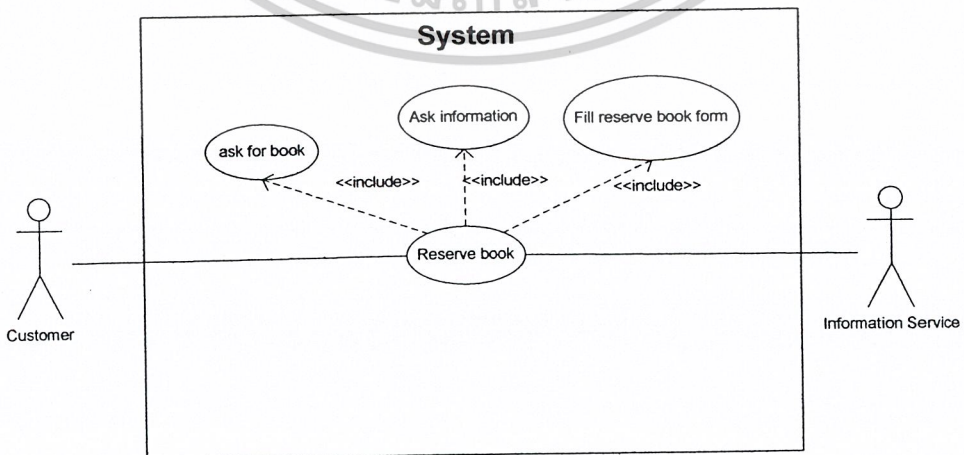 System
Ask information
Fill reserve book form
ask for book
<<include>>
<<include>>
<<include>>
Reserve book
Customer
Information Service